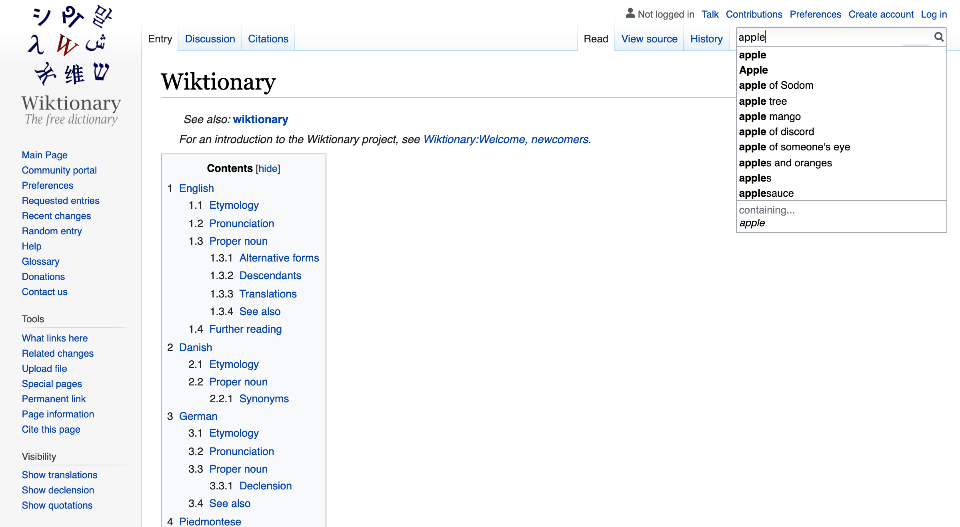 Not logged in Talk Contributions Preferences Create account Log in
Entry Discussion Citations Read View source History apple
シ Քբ 말
λ W ش
永 维 ש
Wiktionary
The free dictionary
Main Page
Community portal
Preferences
Requested entries
Recent changes
Random entry
Help
Glossary
Donations
Contact us
Tools
What links here
Related changes
Upload file
Special pages
Permanent link
Page information
Cite this page
Visibility
Show translations
Show declension
Show quotations
Wiktionary
See also: wiktionary
For an introduction to the Wiktionary project, see Wiktionary:Welcome, newcomers.
Contents [hide]
1 English
1.1 Etymology
1.2 Pronunciation
1.3 Proper noun
1.3.1 Alternative forms
1.3.2 Descendants
1.3.3 Translations
1.3.4 See also
1.4 Further reading
2 Danish
2.1 Etymology
2.2 Proper noun
2.2.1 Synonyms
3 German
3.1 Etymology
3.2 Pronunciation
3.3 Proper noun
3.3.1 Declension
3.4 See also
4 Piedmontese
apple
Apple
apple of Sodom
apple tree
apple mango
apple of discord
apple of someone's eye
apples and oranges
apples
applesauce
containing...
apple